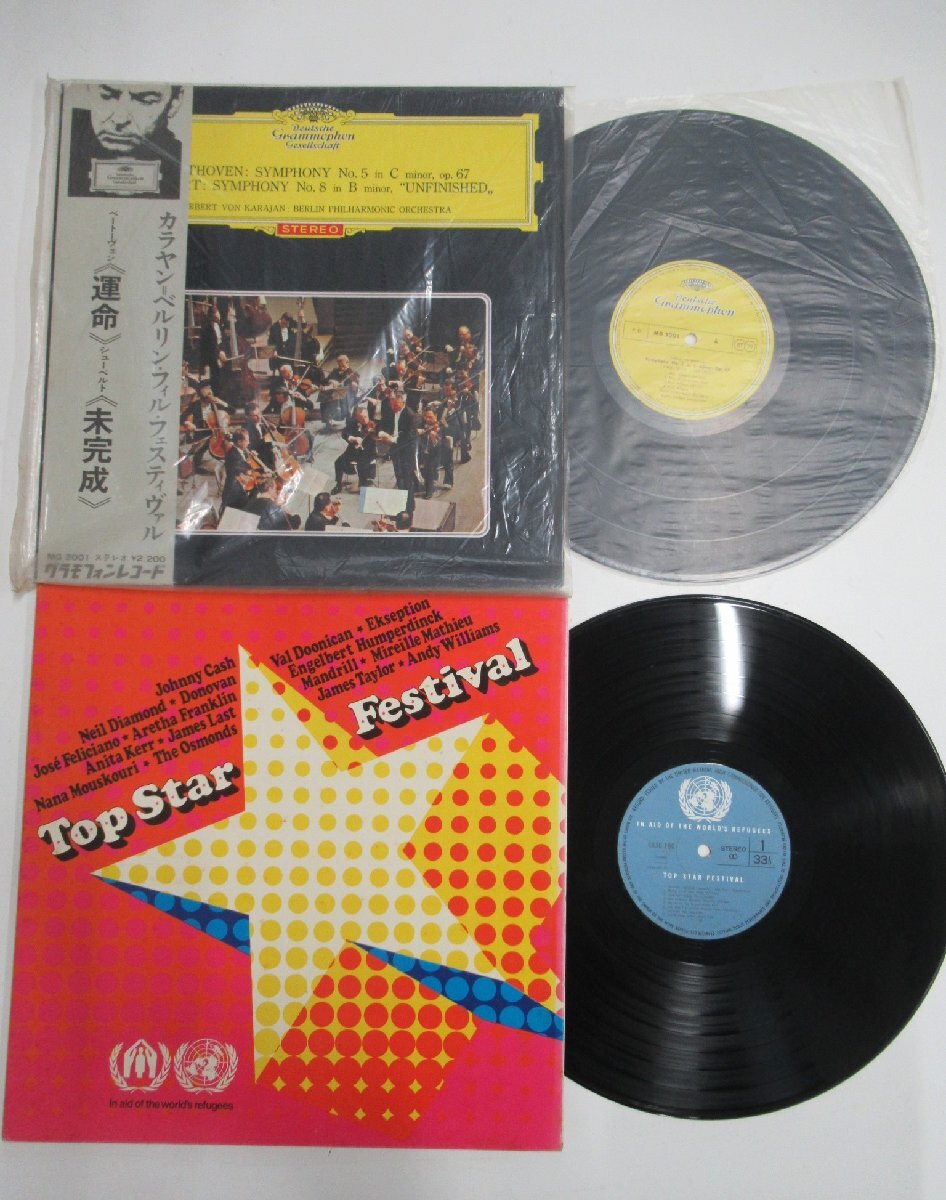 Deutsche
Grammophon
Gesellschaft
THOVEN: SYMPHONY No. 5 in C minor, op. 67
RT: SYMPHONY No. 8 in B minor, "UNFINISHED„
BERT VON KARAJAN · BERLIN PHILHARMONIC ORCHESTRA
STEREO
カラヤン=ベルリン・フィル・フェスティヴァル
ベートーヴェン《運命》シューベルト《未完成》
MG 2001 ステレオ ¥2,200
グラモフォンレコード
Deutsche
Grammophon
MG 2001
A
Val Doonican ★ Ekseption
Engelbert Humperdinck
Mandrill ★ Mireille Mathieu
James Taylor ★ Andy Williams
Festival
Johnny Cash
Neil Diamond ★ Donovan
José Feliciano ★ Aretha Franklin
Anita Kerr ★ James Last
Nana Mouskouri ★ The Osmonds
Top Star
In aid of the world's refugees
IN AID OF THE WORLD'S REFUGEES
STEREO
1
33⅓
TOP STAR FESTIVAL